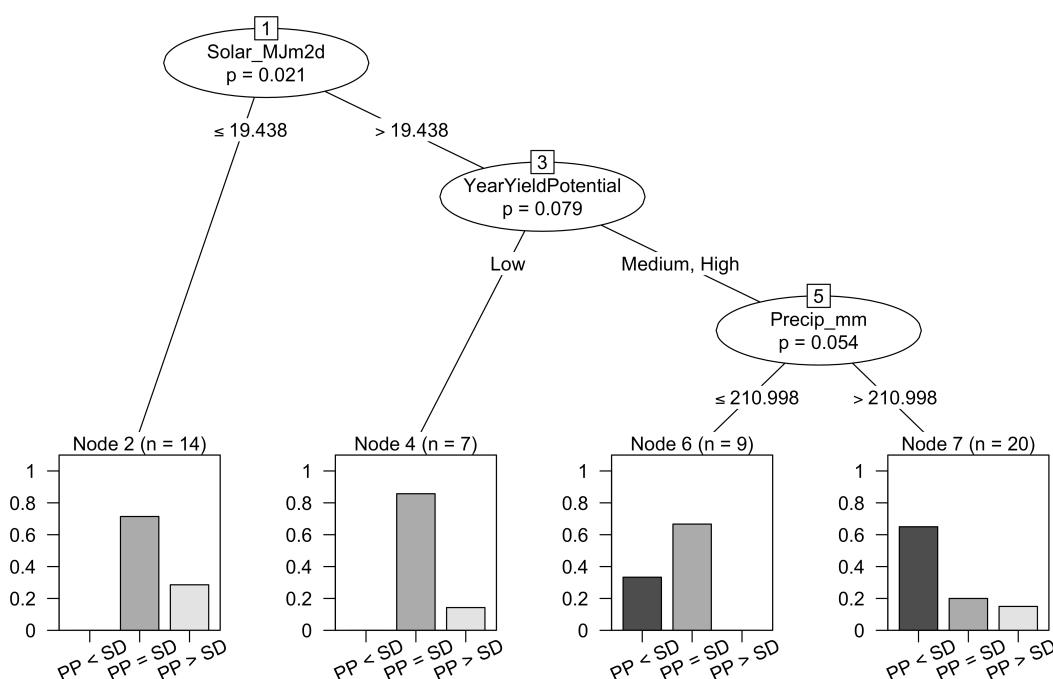 1
Solar_MJm2d
p = 0.021
≤ 19.438
> 19.438
3
YearYieldPotential
p = 0.079
Low
Medium, High
5
Precip_mm
p = 0.054
≤ 210.998
> 210.998
Node 2 (n = 14)
1
0.8
0.6
0.4
0.2
0
PP < SD
PP = SD
PP > SD
Node 4 (n = 7)
1
0.8
0.6
0.4
0.2
0
PP < SD
PP = SD
PP > SD
Node 6 (n = 9)
1
0.8
0.6
0.4
0.2
0
PP < SD
PP = SD
PP > SD
Node 7 (n = 20)
1
0.8
0.6
0.4
0.2
0
PP < SD
PP = SD
PP > SD